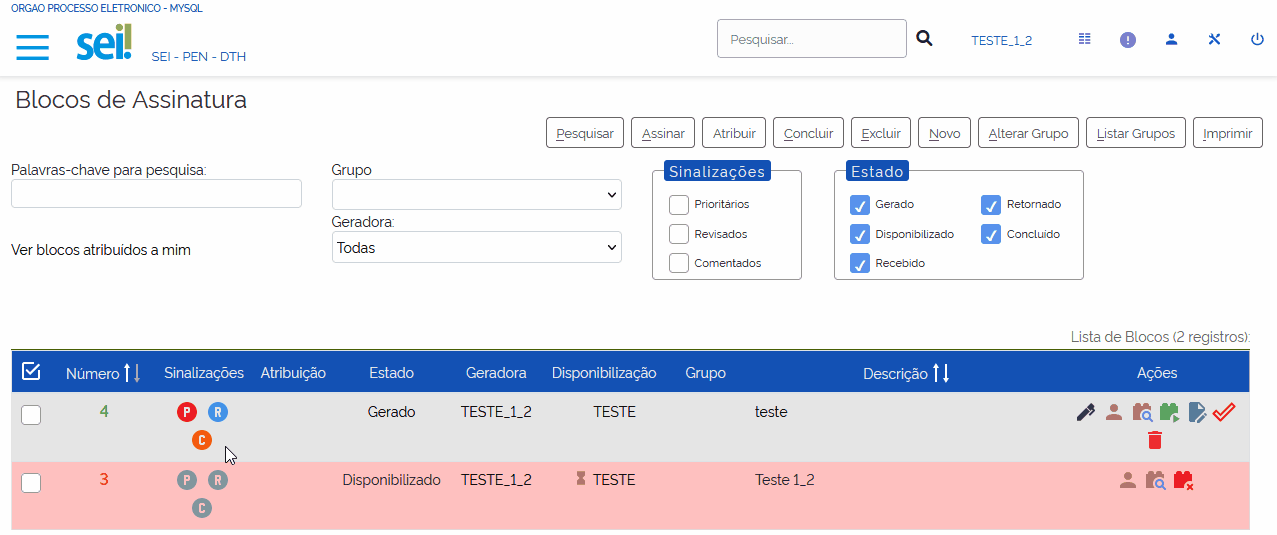 ORGAO PROCESSO ELETRONICO - MYSQL
sei!
SEI - PEN - DTH
Pesquisar...
TESTE_1_2
Blocos de Assinatura
Pesquisar Assinar Atribuir Concluir Excluir Novo Alterar Grupo Listar Grupos Imprimir
Palavras-chave para pesquisa:
Grupo
Geradora:
Todas
Ver blocos atribuídos a mim
Sinalizações
Prioritários
Revisados
Comentados
Estado
Gerado Retornado
Disponibilizado Concluído
Recebido
Lista de Blocos (2 registros):
Número Sinalizações Atribuição Estado Geradora Disponibilização Grupo Descrição Ações
4 P R Gerado TESTE_1_2 TESTE teste
C
3 P R Disponibilizado TESTE_1_2 TESTE Teste 1_2
C